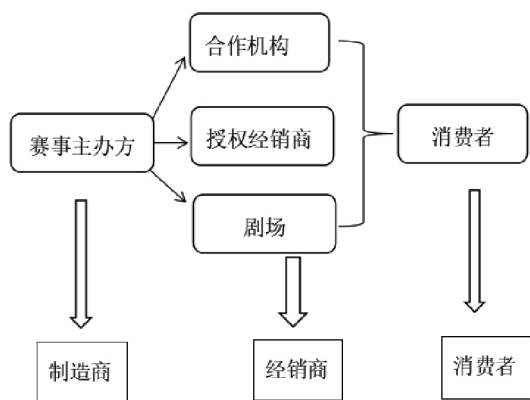 合作机构
赛事主办方
授权经销商
消费者
剧场
制造商
经销商
消费者